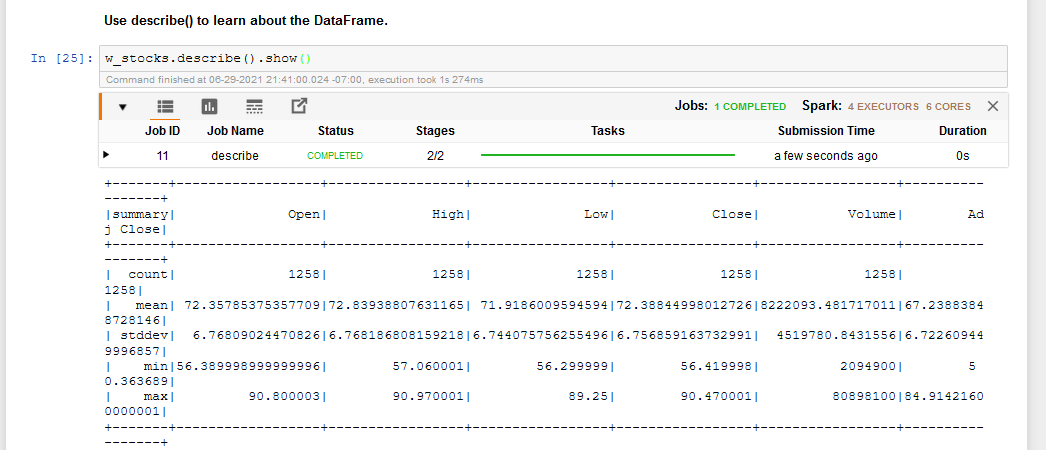 Use describe() to learn about the DataFrame.
In [25]: w_stocks.describe().show()
Command finished at 06-29-2021 21:41:00.024 -07:00, execution took 1s 274ms
Jobs: 1 COMPLETED Spark: 4 EXECUTORS 6 CORES
Job ID Job Name Status Stages Tasks Submission Time Duration
11 describe COMPLETED 2/2 a few seconds ago 0s
+-------+------------------+-----------------+-----------------+-----------------+-----------------+----------
-------+
|summary|              Open|             High|              Low|            Close|           Volume|        Ad
j Close|
+-------+------------------+-----------------+-----------------+-----------------+-----------------+----------
-------+
|  count|              1258|             1258|             1258|             1258|             1258|
1258|
|   mean| 72.35785375357709|72.83938807631165| 71.9186009594594|72.38844998012726|8222093.481717011|67.2388384
8728146|
| stddev|  6.76809024470826|6.768186808159218|6.744075756255496|6.756859163732991|  4519780.8431556|6.72260944
9996857|
|    min|56.389998999999996|        57.060001|        56.299999|        56.419998|          2094900|        5
0.363689|
|    max|         90.800003|        90.970001|            89.25|        90.470001|         80898100|84.9142160
0000001|
+-------+------------------+-----------------+-----------------+-----------------+-----------------+----------
-------+